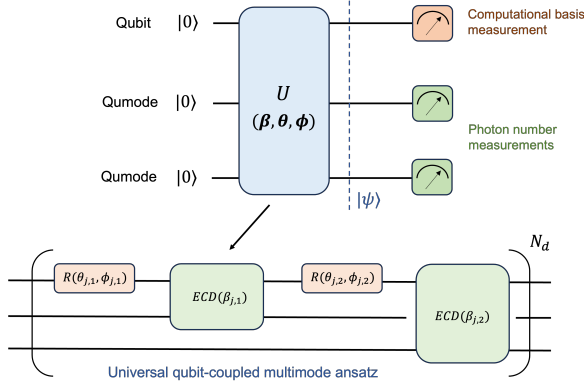 Qubit |0⟩
Computational basis
measurement
Qumode |0⟩
U
(β, θ, ϕ)
Photon number
measurements
Qumode |0⟩
|ψ⟩
N_d
R(θ_{j,1}, ϕ_{j,1})
ECD(β_{j,1})
R(θ_{j,2}, ϕ_{j,2})
ECD(β_{j,2})
Universal qubit-coupled multimode ansatz